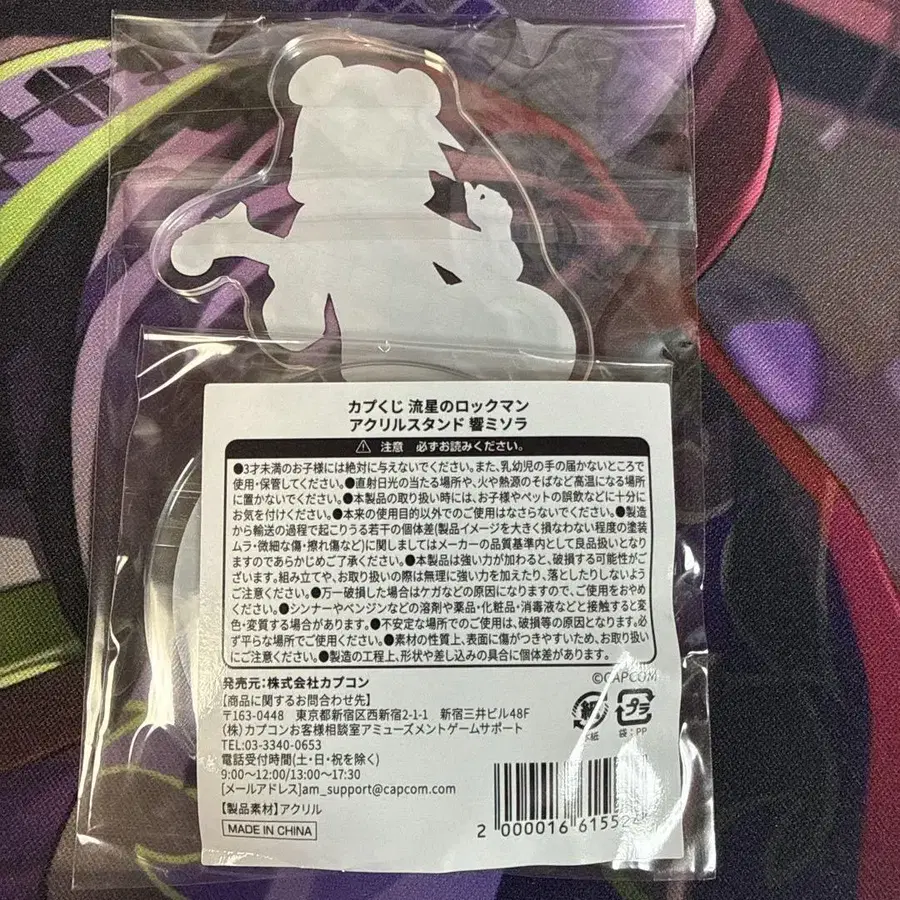 カプくじ 流星のロックマン
アクリルスタンド 響ミソラ
注意 必ずお読みください。
●3才未満のお子様には絶対に与えないでください。また、乳幼児の手の届かないところで
使用・保管してください。●直射日光の当たる場所や、火や熱源のそばなど高温になる場所
に置かないでください。●本製品の取り扱い時には、お子様やペットの誤飲などに十分に
お気を付けください。●本来の使用目的以外でのご使用はなさらないでください。●製造
から輸送の過程で起こりうる若干の個体差(製品イメージを大きく損なわない程度の塗装
ムラ・微細な傷・擦れ傷など)に関しましてはメーカーの品質基準内として良品扱いとなり
ますのであらかじめご了承ください。●本製品は強い力が加わると、破損する可能性がご
ざいます。組み立てや、お取り扱いの際は無理に強い力を加えたり、落としたりしないよう
ご注意ください。●万一破損した場合はケガなどの原因になりますので、ご使用をおやめ
ください。●シンナーやベンジンなどの溶剤や薬品・化粧品・消毒液などと接触すると変
色・変質する場合があります。●不安定な場所でのご使用は、破損等の原因となります。必
ず平らな場所でご使用ください。●素材の性質上、表面に傷がつきやすいため、お取り扱い
にご注意ください。●製造の工程上、形状や差し込みの具合に個体差があります。
©CAPCOM
発売元:株式会社カプコン
【商品に関するお問合わせ先】
〒163-0448 東京都新宿区西新宿2-1-1 新宿三井ビル48F
(株)カプコンお客様相談室アミューズメントゲームサポート
TEL:03-3340-0653
電話受付時間(土・日・祝を除く)
9:00〜12:00/13:00〜17:30
[メールアドレス]am_support@capcom.com
【製品素材】アクリル
MADE IN CHINA
紙
プラ
袋:PP
2 000016 61552